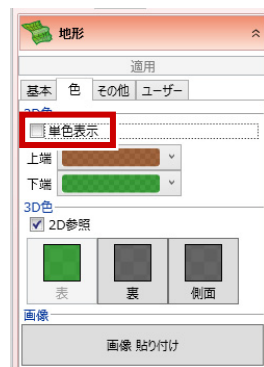 地形
適用
基本 色 その他 ユーザー
2D色
単色表示
上端
下端
3D色
2D参照
表 裏 側面
画像
画像 貼り付け